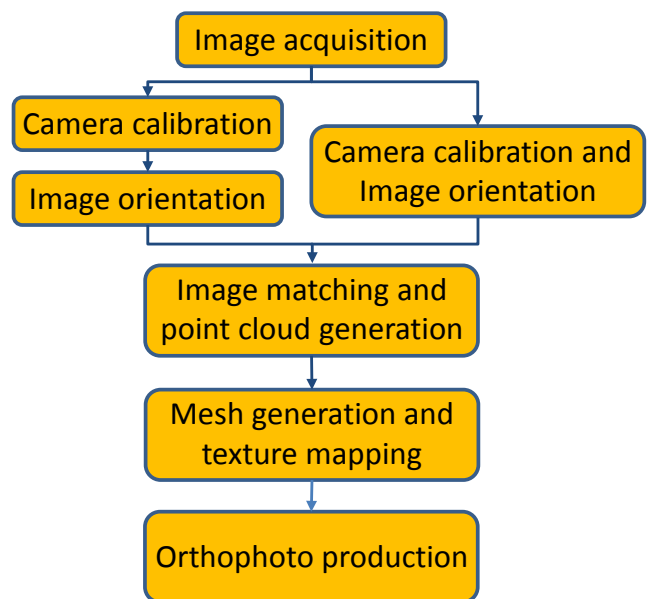 Image acquisition
Camera calibration
Image orientation
Camera calibration and
Image orientation
Image matching and
point cloud generation
Mesh generation and
texture mapping
Orthophoto production